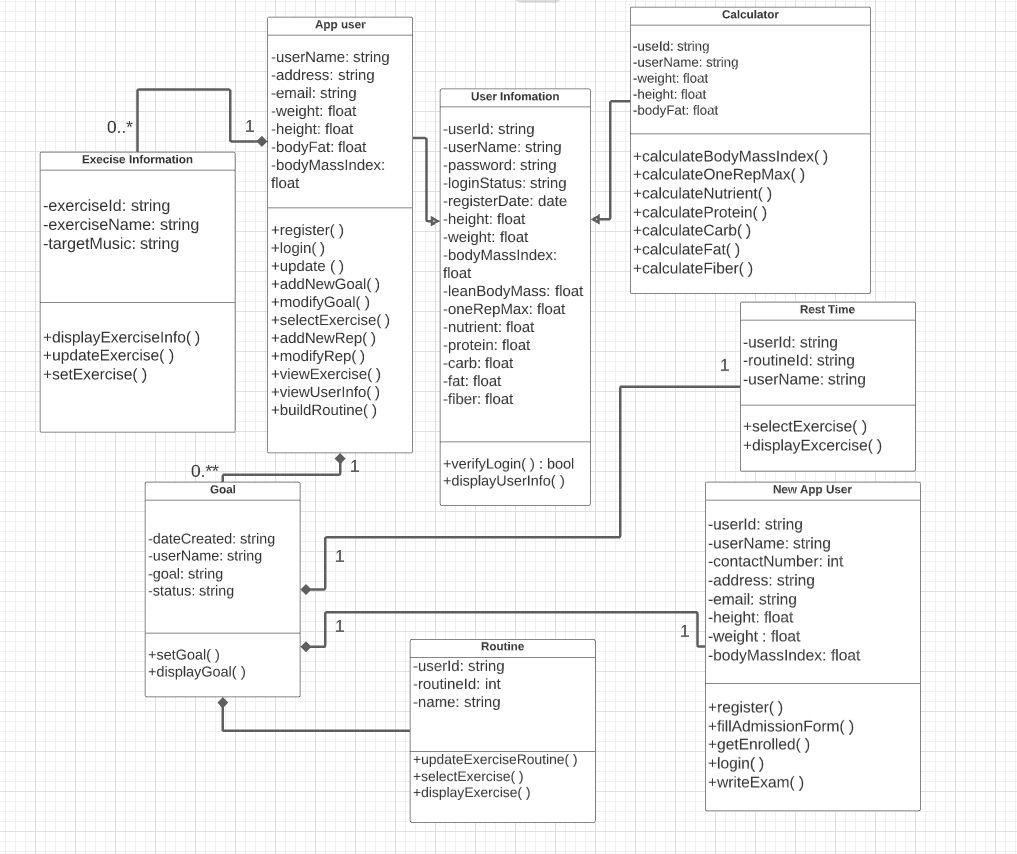 App user
-userName: string
-address: string
-email: string
-weight: float
-height: float
-bodyFat: float
-bodyMassIndex:
float
+register( )
+login( )
+update ( )
+addNewGoal( )
+modifyGoal( )
+selectExercise( )
+addNewRep( )
+modifyRep( )
+viewExercise( )
+viewUserInfo( )
+buildRoutine( )
Calculator
-useId: string
-userName: string
-weight: float
-height: float
-bodyFat: float
+calculateBodyMassIndex( )
+calculateOneRepMax( )
+calculateNutrient( )
+calculateProtein( )
+calculateCarb( )
+calculateFat( )
+calculateFiber( )
User Infomation
-userId: string
-userName: string
-password: string
-loginStatus: string
-registerDate: date
-height: float
-weight: float
-bodyMassIndex:
float
-leanBodyMass: float
-oneRepMax: float
-nutrient: float
-protein: float
-carb: float
-fat: float
-fiber: float
+verifyLogin( ) : bool
+displayUserInfo( )
0..*
1
Execise Information
-exerciseId: string
-exerciseName: string
-targetMusic: string
+displayExerciseInfo( )
+updateExercise( )
+setExercise( )
Rest Time
-userId: string
-routineId: string
-userName: string
+selectExercise( )
+displayExcercise( )
1
0.**
1
Goal
-dateCreated: string
-userName: string
-goal: string
-status: string
+setGoal( )
+displayGoal( )
1
1
1
New App User
-userId: string
-userName: string
-contactNumber: int
-address: string
-email: string
-height: float
-weight : float
-bodyMassIndex: float
+register( )
+fillAdmissionForm( )
+getEnrolled( )
+login( )
+writeExam( )
Routine
-userId: string
-routineId: int
-name: string
+updateExerciseRoutine( )
+selectExercise( )
+displayExercise( )